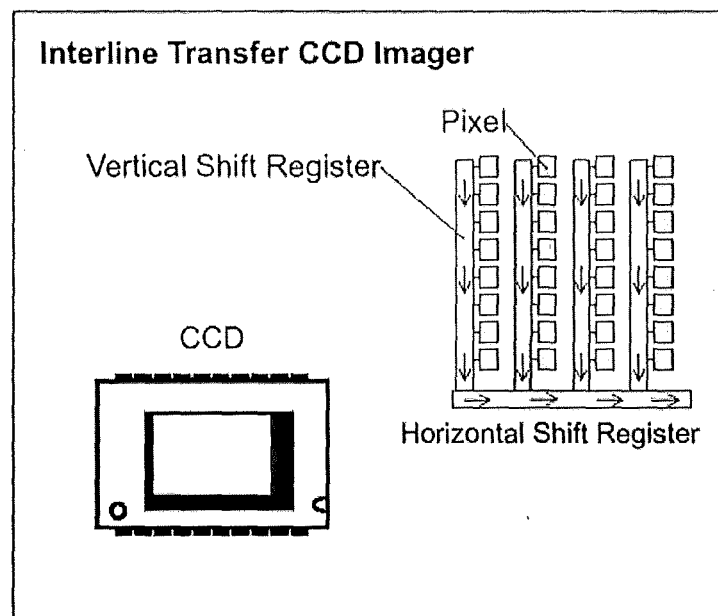 Interline Transfer CCD Imager
Pixel
Vertical Shift Register
CCD
Horizontal Shift Register